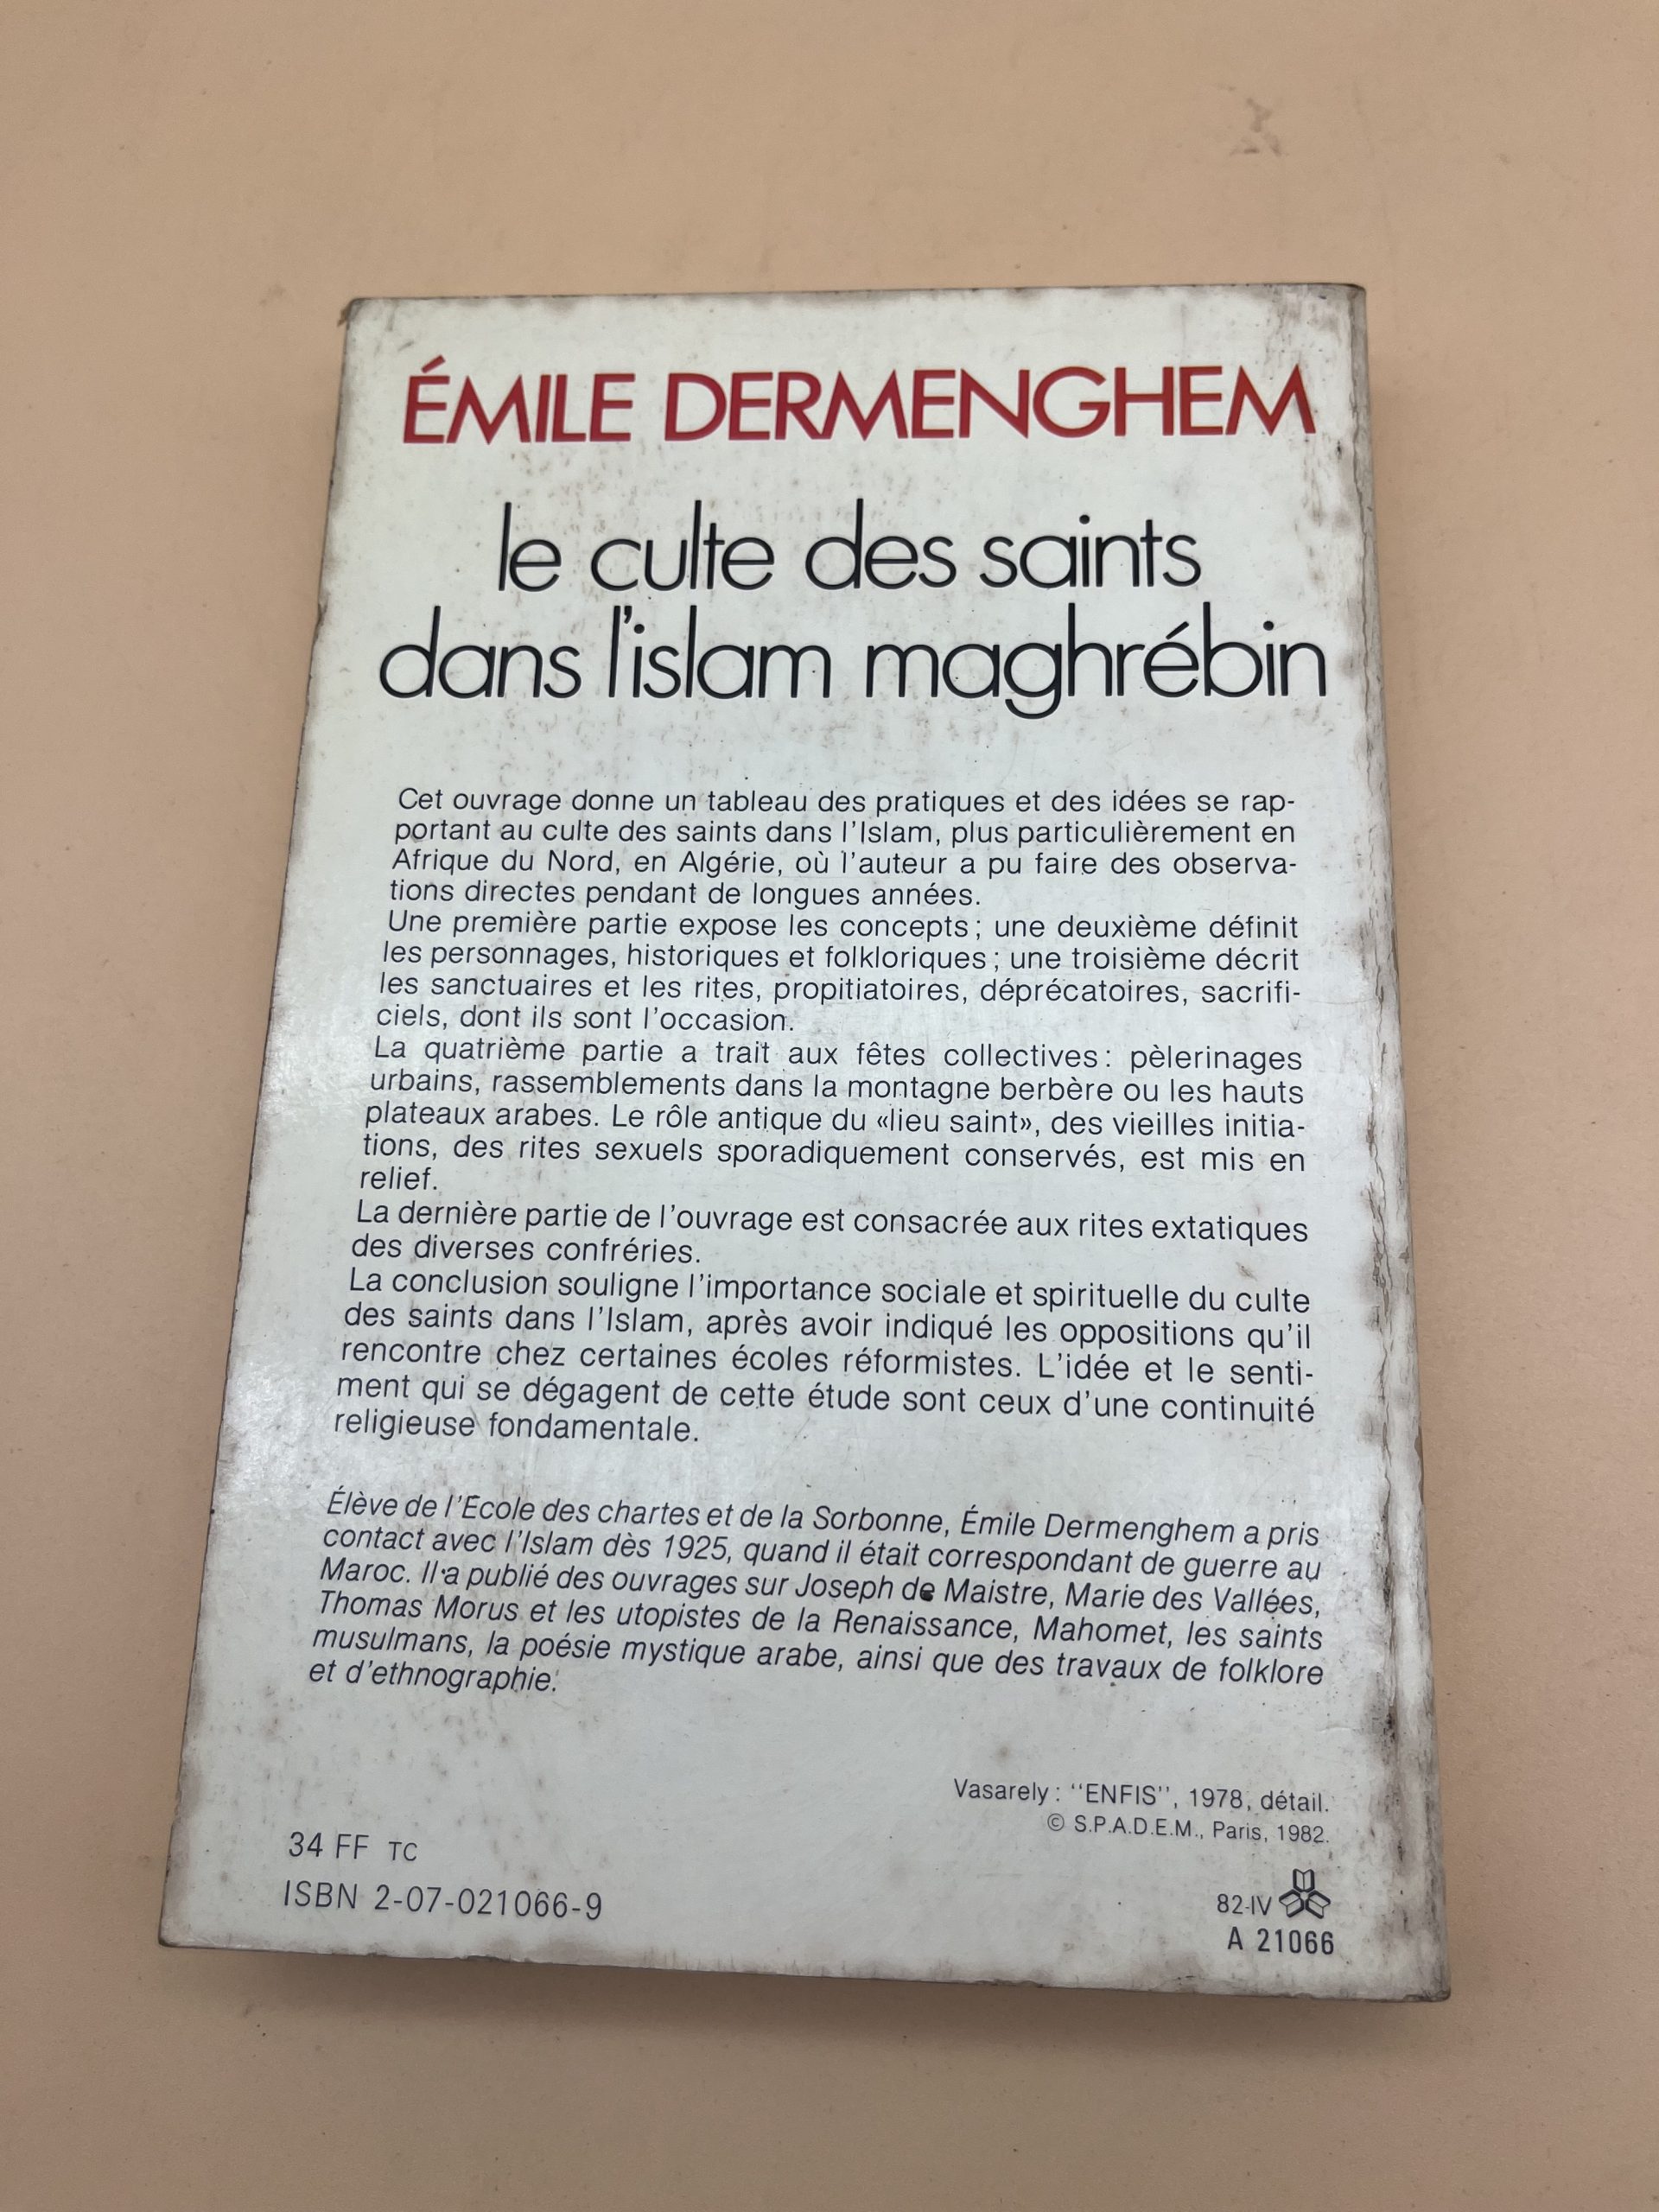 ÉMILE DERMENGHEM
le culte des saints
dans l'islam maghrébin
Cet ouvrage donne un tableau des pratiques et des idées se rap-
portant au culte des saints dans l'Islam, plus particulièrement en
Afrique du Nord, en Algérie, où l'auteur a pu faire des observa-
tions directes pendant de longues années.
Une première partie expose les concepts; une deuxième définit
les personnages, historiques et folkloriques; une troisième décrit
les sanctuaires et les rites, propitiatoires, déprécatoires, sacrifi-
ciels, dont ils sont l'occasion.
La quatrième partie a trait aux fêtes collectives: pèlerinages
urbains, rassemblements dans la montagne berbère ou les hauts
plateaux arabes. Le rôle antique du «lieu saint», des vieilles initia-
tions, des rites sexuels sporadiquement conservés, est mis en
relief.
La dernière partie de l'ouvrage est consacrée aux rites extatiques
des diverses confréries.
La conclusion souligne l'importance sociale et spirituelle du culte
des saints dans l'Islam, après avoir indiqué les oppositions qu'il
rencontre chez certaines écoles réformistes. L'idée et le senti-
ment qui se dégagent de cette étude sont ceux d'une continuité
religieuse fondamentale.
Élève de l'École des chartes et de la Sorbonne, Émile Dermenghem a pris
contact avec l'Islam dès 1925, quand il était correspondant de guerre au
Maroc. Il a publié des ouvrages sur Joseph de Maistre, Marie des Vallées,
Thomas Morus et les utopistes de la Renaissance, Mahomet, les saints
musulmans, la poésie mystique arabe, ainsi que des travaux de folklore
et d'ethnographie.
Vasarely: ''ENFIS'', 1978, détail.
© S.P.A.D.E.M., Paris, 1982.
34 FF TC
ISBN 2-07-021066-9
82-IV
A 21066